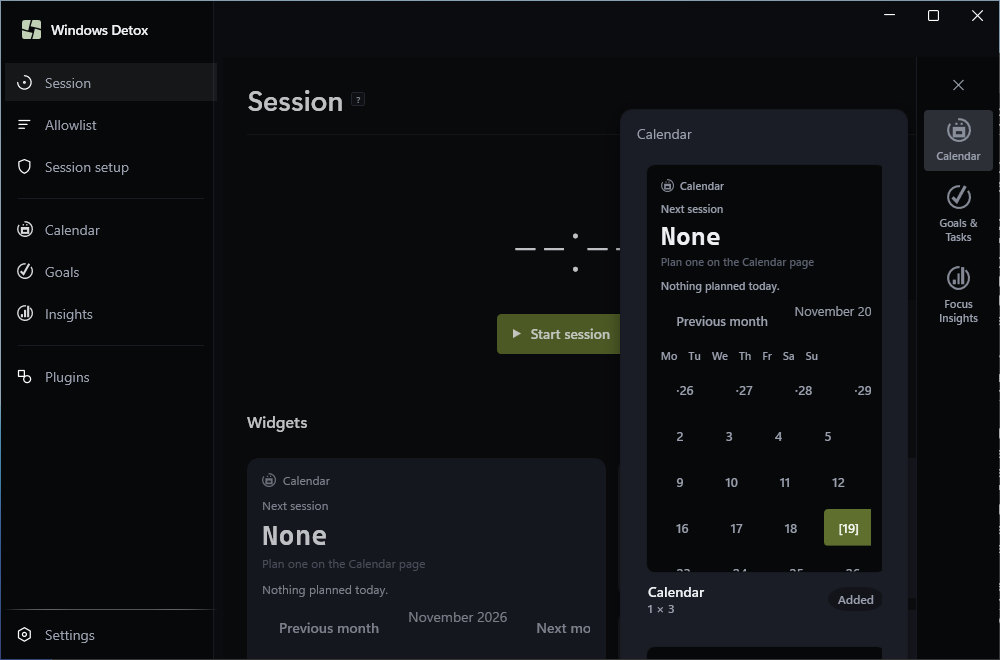 Windows Detox
Session
Allowlist
Session setup
Calendar
Goals
Insights
Plugins
Settings
Session ?
--:--
Start session
Widgets
Calendar
Next session
None
Plan one on the Calendar page
Nothing planned today.
Previous month November 2026 Next mo
Calendar
Calendar
Next session
None
Plan one on the Calendar page
Nothing planned today.
Previous month November 20
Mo Tu We Th Fr Sa Su
·26 ·27 ·28 ·29
2 3 4 5
9 10 11 12
16 17 18 [19]
23 24 25 26
Calendar
1 × 3
Added
Calendar
Goals &
Tasks
Focus
Insights